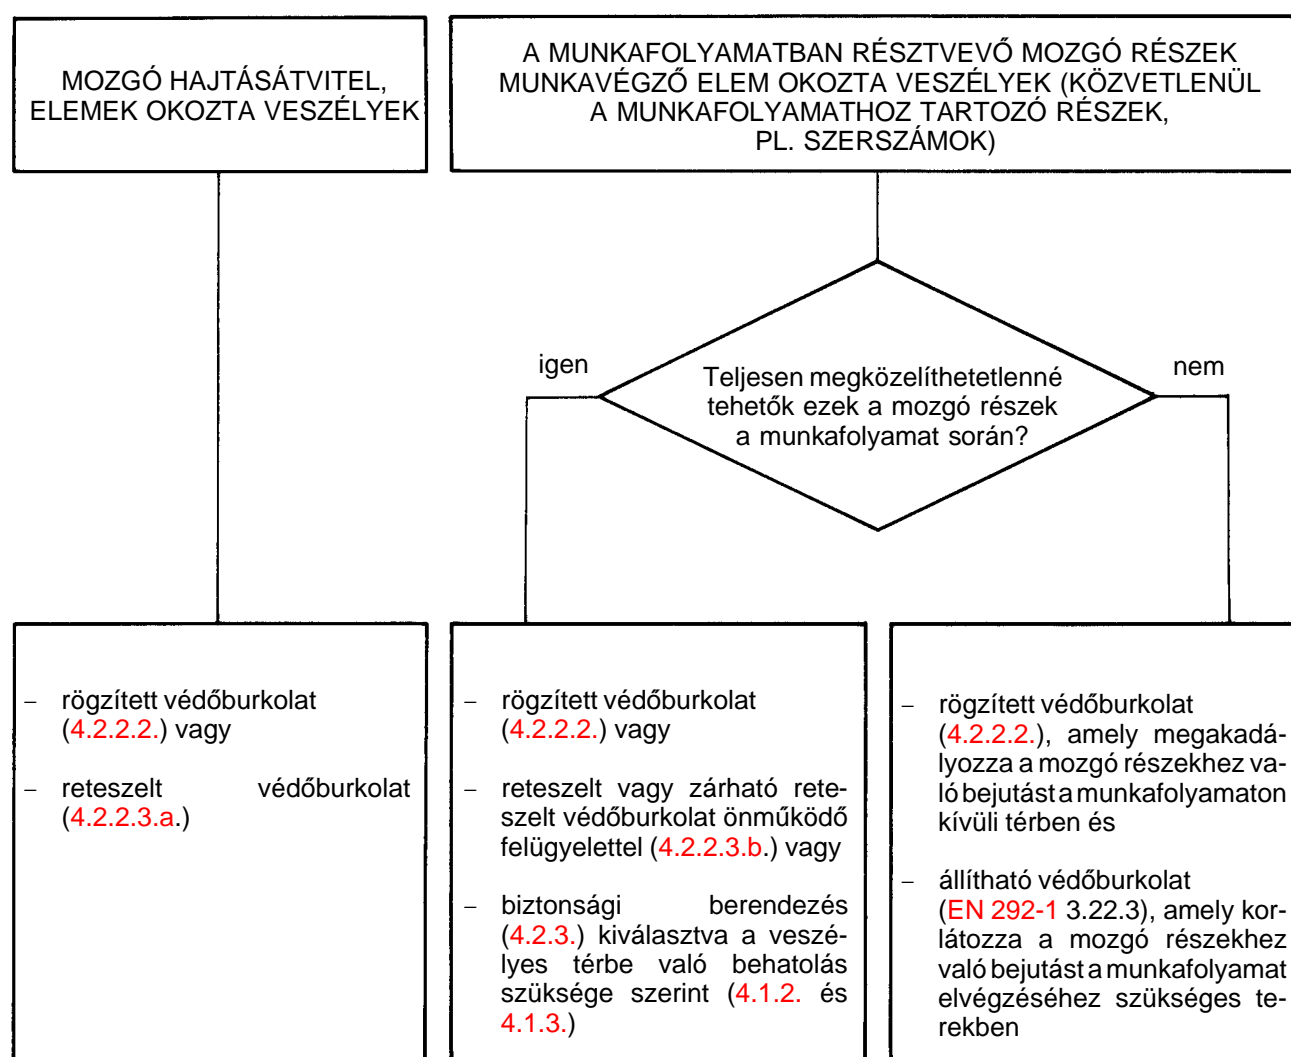 MOZGÓ HAJTÁSÁTVITEL,
ELEMEK OKOZTA VESZÉLYEK
A MUNKAFOLYAMATBAN RÉSZTVEVŐ MOZGÓ RÉSZEK
MUNKAVÉGZŐ ELEM OKOZTA VESZÉLYEK (KÖZVETLENÜL
A MUNKAFOLYAMATHOZ TARTOZÓ RÉSZEK,
PL. SZERSZÁMOK)
igen
Teljesen megközelíthetetlenné
tehetők ezek a mozgó részek
a munkafolyamat során?
nem
– rögzített védőburkolat
(4.2.2.2.) vagy
– reteszelt védőburkolat
(4.2.2.3.a.)
– rögzített védőburkolat
(4.2.2.2.) vagy
– reteszelt vagy zárható rete-
szelt védőburkolat önműködő
felügyelettel (4.2.2.3.b.) vagy
– biztonsági berendezés
(4.2.3.) kiválasztva a veszé-
lyes térbe való behatolás
szüksége szerint (4.1.2. és
4.1.3.)
– rögzített védőburkolat
(4.2.2.2.), amely megakadá-
lyozza a mozgó részekhez va-
ló bejutást a munkafolyamaton
kívüli térben és
– állítható védőburkolat
(EN 292-1 3.22.3), amely kor-
látozza a mozgó részekhez
való bejutást a munkafolyamat
elvégzéséhez szükséges te-
rekben